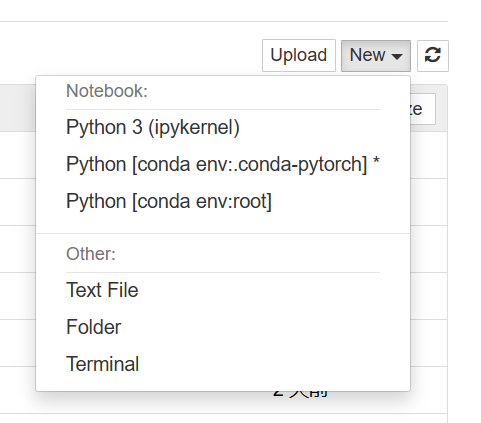 Upload New
Notebook:
ze
Python 3 (ipykernel)
Python [conda env:.conda-pytorch] *
Python [conda env:root]
Other:
Text File
Folder
Terminal